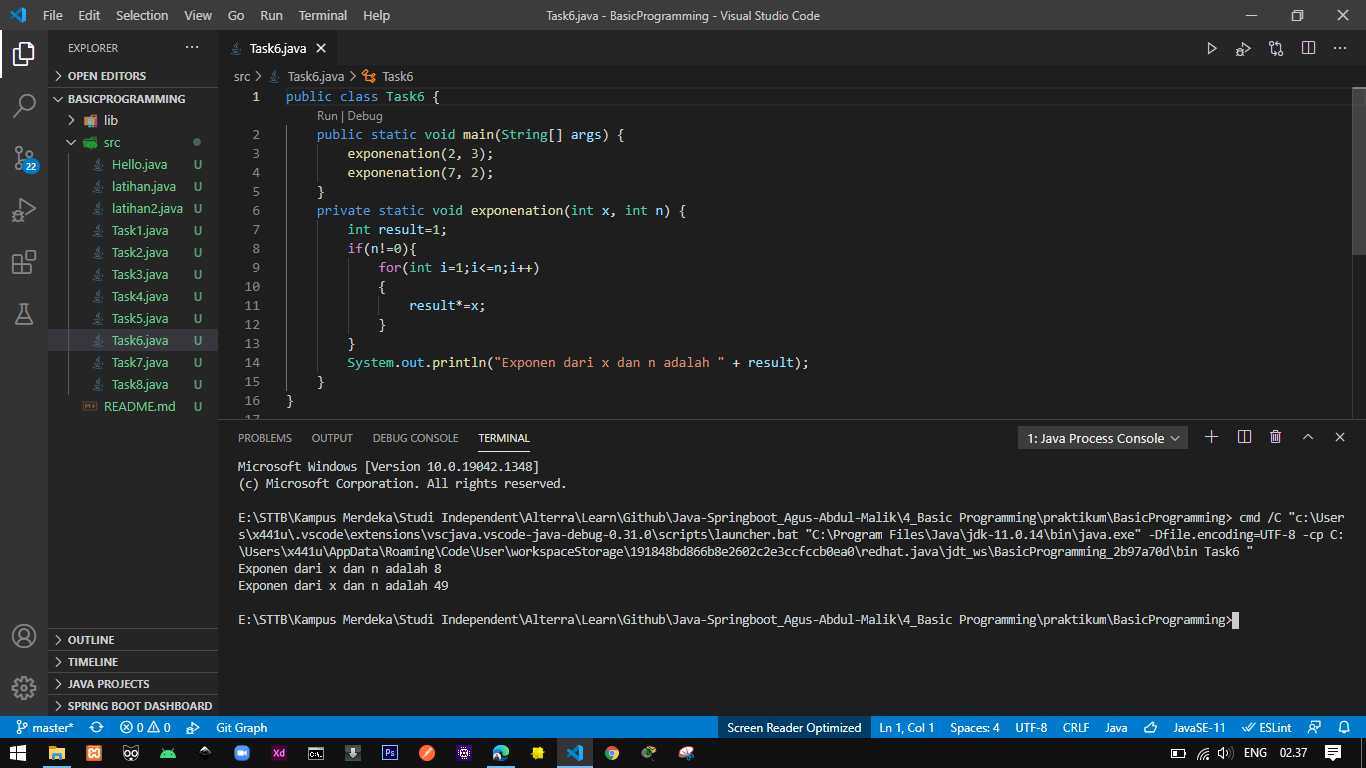 File Edit Selection View Go Run Terminal Help
Task6.java - BasicProgramming - Visual Studio Code
EXPLORER
OPEN EDITORS
BASICPROGRAMMING
lib
src
Hello.java U
latihan.java U
latihan2.java U
Task1.java U
Task2.java U
Task3.java U
Task4.java U
Task5.java U
Task6.java U
Task7.java U
Task8.java U
README.md U
22
OUTLINE
TIMELINE
JAVA PROJECTS
SPRING BOOT DASHBOARD
Task6.java
src > Task6.java > Task6
1 public class Task6 {
Run | Debug
2 public static void main(String[] args) {
3 exponenation(2, 3);
4 exponenation(7, 2);
5 }
6 private static void exponenation(int x, int n) {
7 int result=1;
8 if(n!=0){
9 for(int i=1;i<=n;i++)
10 {
11 result*=x;
12 }
13 }
14 System.out.println("Exponen dari x dan n adalah " + result);
15 }
16 }
17
PROBLEMS OUTPUT DEBUG CONSOLE TERMINAL
1: Java Process Console
Microsoft Windows [Version 10.0.19042.1348]
(c) Microsoft Corporation. All rights reserved.
E:\STTB\Kampus Merdeka\Studi Independent\Alterra\Learn\Github\Java-Springboot_Agus-Abdul-Malik\4_Basic Programming\praktikum\BasicProgramming> cmd /C "c:\User
s\x441u\.vscode\extensions\vscjava.vscode-java-debug-0.31.0\scripts\launcher.bat "C:\Program Files\Java\jdk-11.0.14\bin\java.exe" -Dfile.encoding=UTF-8 -cp C:
\Users\x441u\AppData\Roaming\Code\User\workspaceStorage\191848bd866b8e2602c2e3ccfccb0ea0\redhat.java\jdt_ws\BasicProgramming_2b97a70d\bin Task6 "
Exponen dari x dan n adalah 8
Exponen dari x dan n adalah 49
E:\STTB\Kampus Merdeka\Studi Independent\Alterra\Learn\Github\Java-Springboot_Agus-Abdul-Malik\4_Basic Programming\praktikum\BasicProgramming>
master* 0 0 Git Graph Screen Reader Optimized Ln 1, Col 1 Spaces: 4 UTF-8 CRLF Java JavaSE-11 ESLint
Xd Ps ENG 02.37